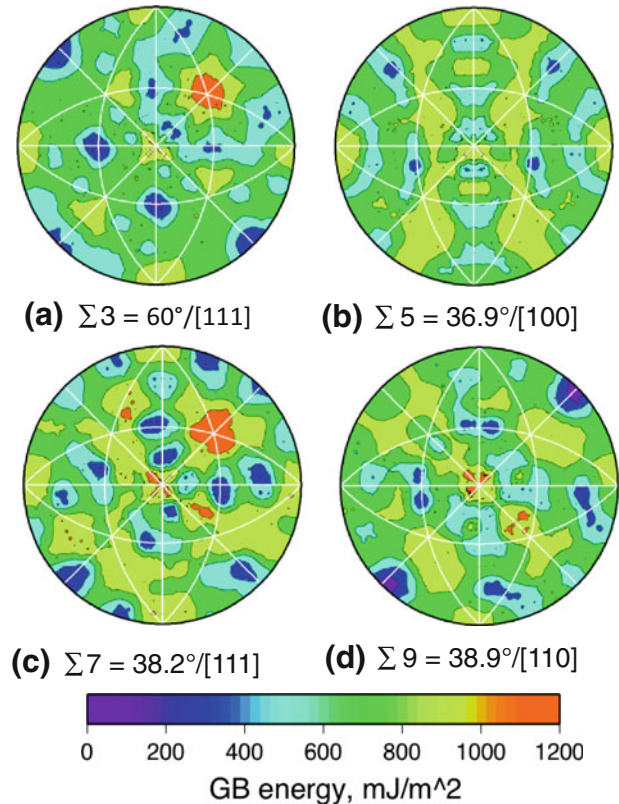 (a) ∑3 = 60°/[111]
(b) ∑ 5 = 36.9°/[100]
(c) ∑7 = 38.2°/[111]
(d) ∑ 9 = 38.9°/[110]
0 200 400 600 800 1000 1200
GB energy, mJ/m^2